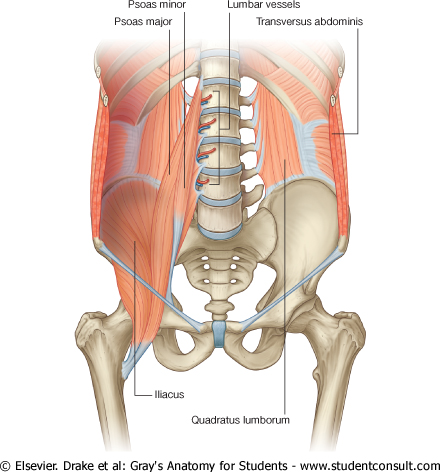 Psoas minor
Lumbar vessels
Psoas major
Transversus abdominis
Iliacus
Quadratus lumborum
© Elsevier. Drake et al: Gray's Anatomy for Students - www.studentconsult.com